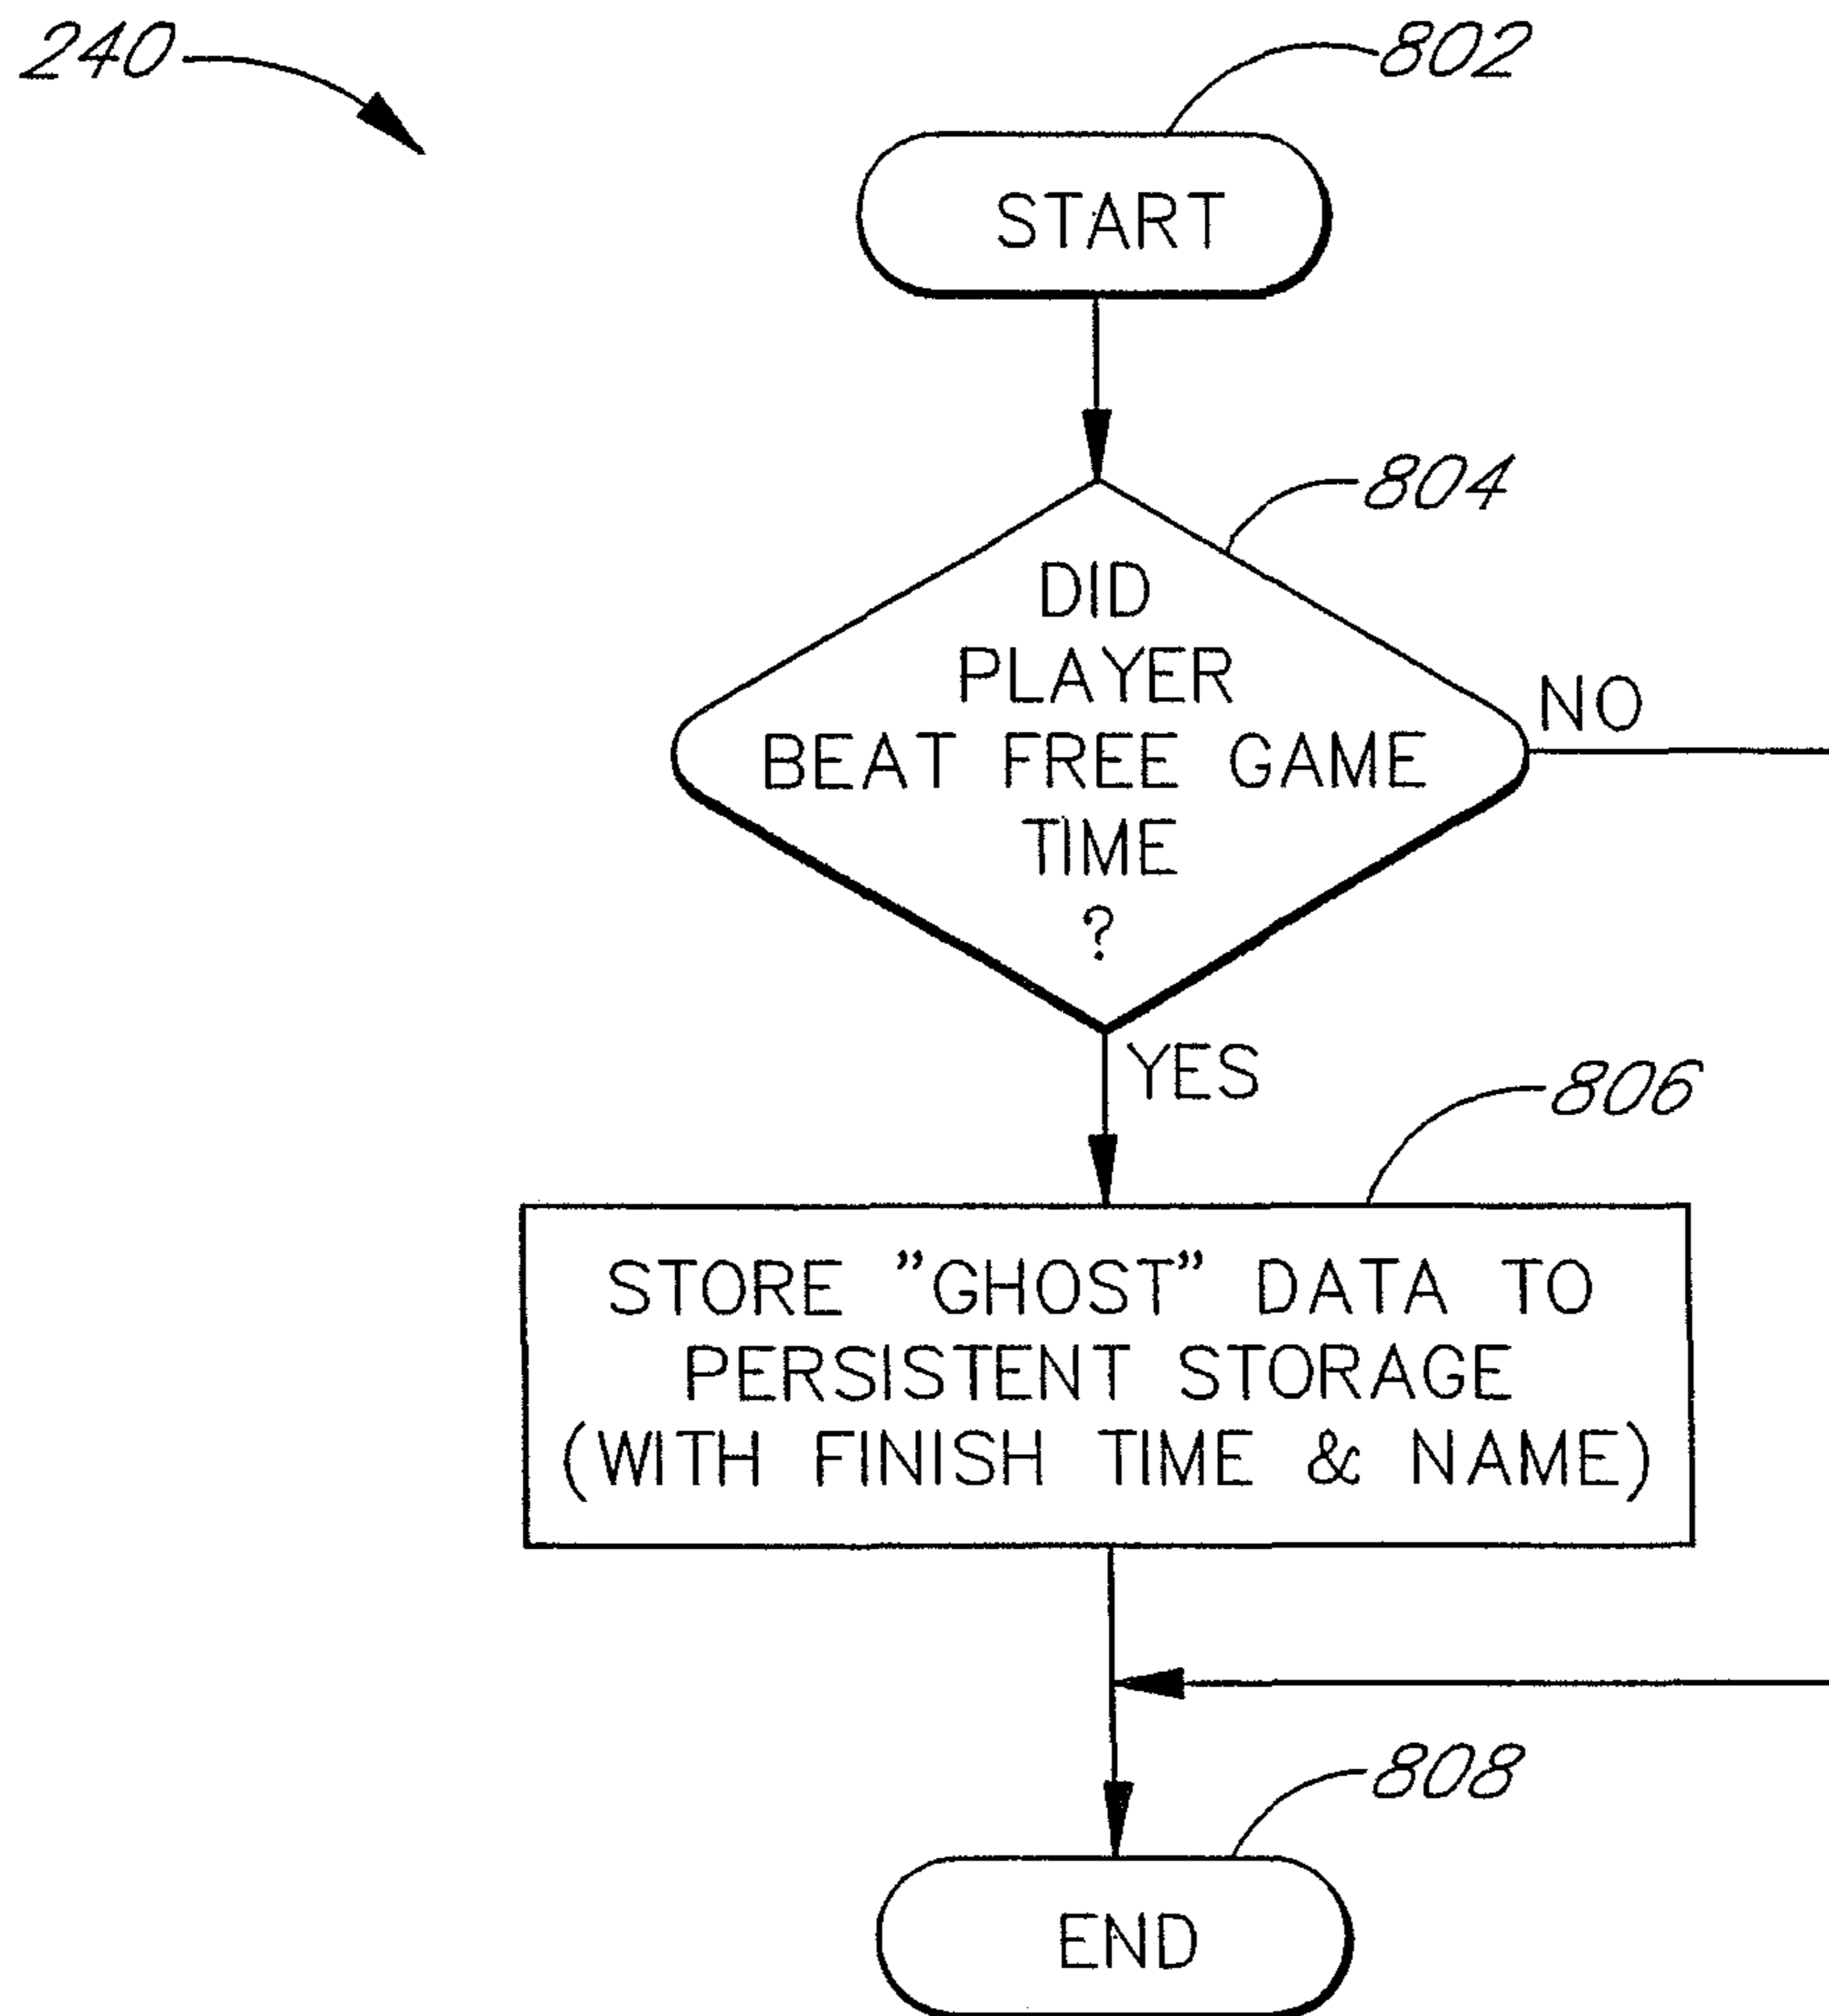 240
802
START
804
DID
PLAYER
BEAT FREE GAME
TIME
?
NO
YES
806
STORE "GHOST" DATA TO
PERSISTENT STORAGE
(WITH FINISH TIME & NAME)
808
END